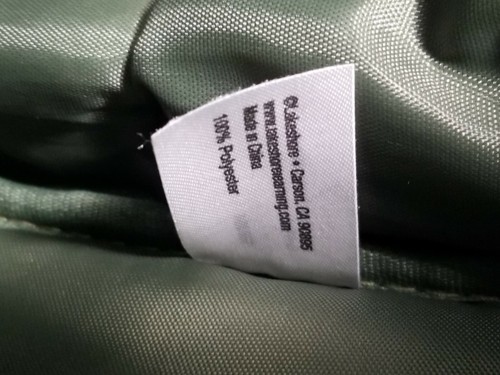 ©Lakeshore • Carson, CA 90895
www.lakeshorelearning.com
Made in China
100% Polyester